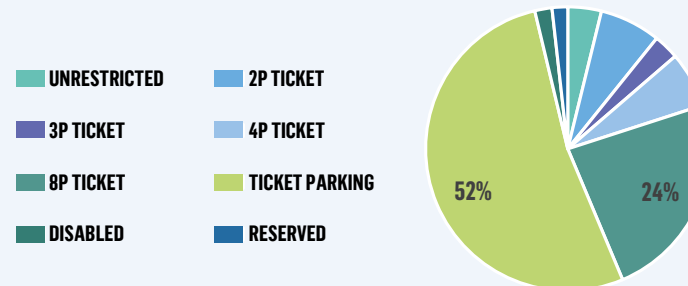 UNRESTRICTED
2P TICKET
3P TICKET
4P TICKET
8P TICKET
TICKET PARKING
DISABLED
RESERVED
52%
24%